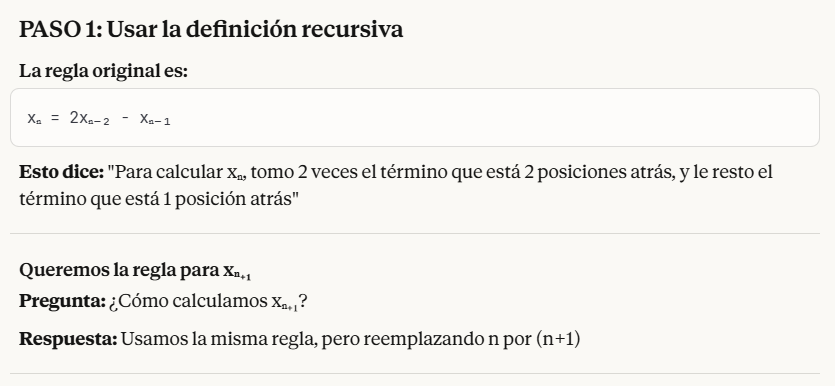 PASO 1: Usar la definición recursiva
La regla original es:
xₙ = 2xₙ₋₂ - xₙ₋₁
Esto dice: "Para calcular xₙ, tomo 2 veces el término que está 2 posiciones atrás, y le resto el
término que está 1 posición atrás"
Queremos la regla para xₙ₊₁
Pregunta: ¿Cómo calculamos xₙ₊₁?
Respuesta: Usamos la misma regla, pero reemplazando n por (n+1)